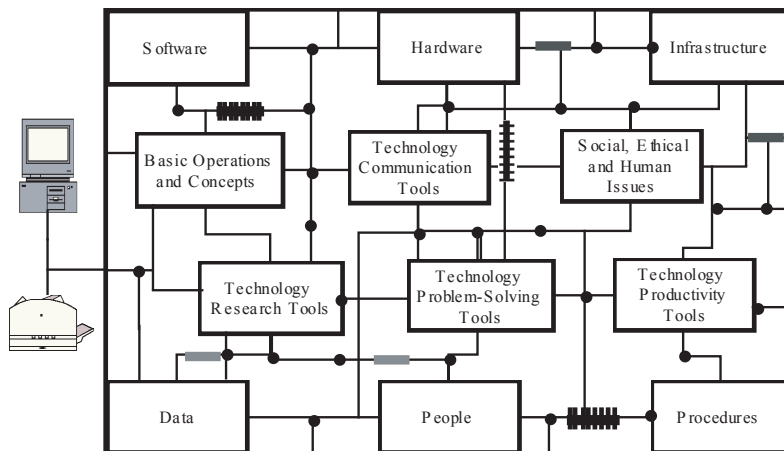 Software
Hardware
Infrastructure
Basic Operations
and Concepts
Technology
Communication
Tools
Social, Ethical
and Human
Issues
Technology
Research Tools
Technology
Problem-Solving
Tools
Technology
Productivity
Tools
Data
People
Procedures